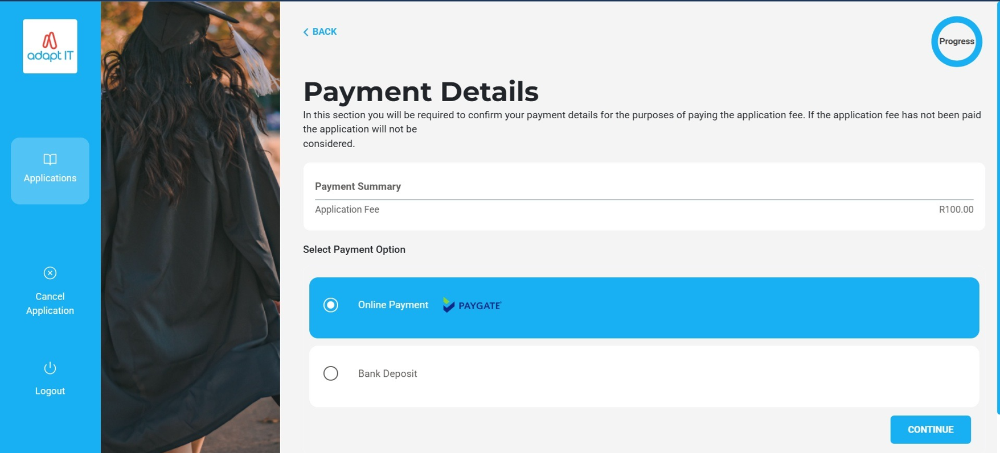 adapt IT
Applications
Cancel
Application
Logout
BACK
Progress
Payment Details
In this section you will be required to confirm your payment details for the purposes of paying the application fee. If the application fee has not been paid
the application will not be
considered.
Payment Summary
Application Fee R100.00
Select Payment Option
Online Payment PAYGATE
Bank Deposit
CONTINUE